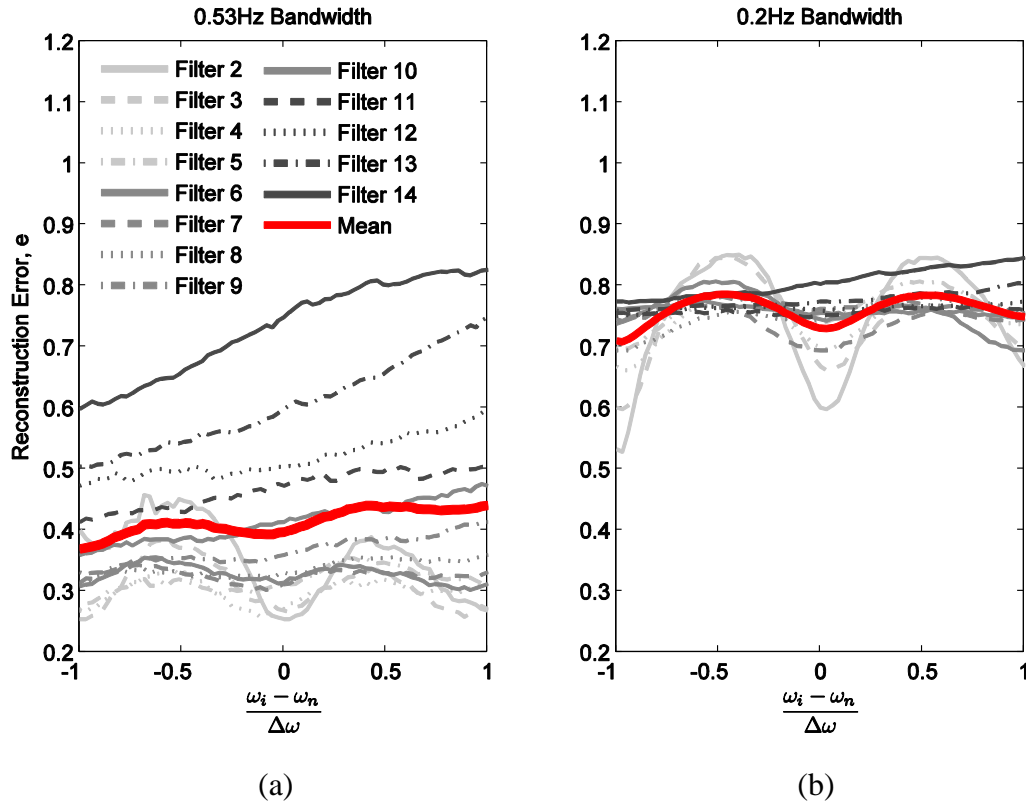 0.53Hz Bandwidth
Reconstruction Error, e
1.2
1.1
1
0.9
0.8
0.7
0.6
0.5
0.4
0.3
0.2
Filter 2
Filter 3
Filter 4
Filter 5
Filter 6
Filter 7
Filter 8
Filter 9
Filter 10
Filter 11
Filter 12
Filter 13
Filter 14
Mean
-1 -0.5 0 0.5 1
ω_i − ω_n
Δω
(a)
0.2Hz Bandwidth
1.2
1.1
1
0.9
0.8
0.7
0.6
0.5
0.4
0.3
0.2
-1 -0.5 0 0.5 1
ω_i − ω_n
Δω
(b)